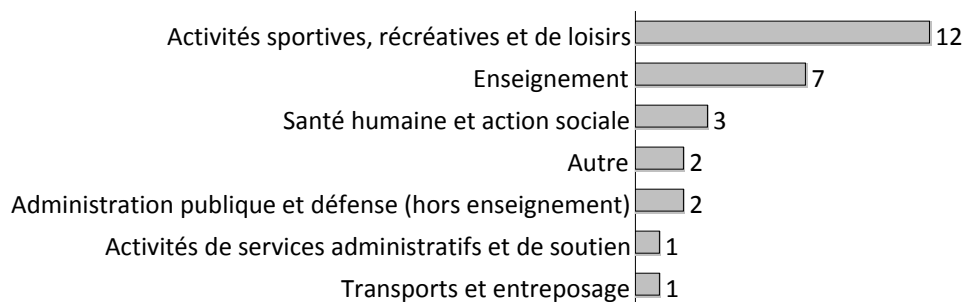 Activités sportives, récréatives et de loisirs 12
Enseignement 7
Santé humaine et action sociale 3
Autre 2
Administration publique et défense (hors enseignement) 2
Activités de services administratifs et de soutien 1
Transports et entreposage 1